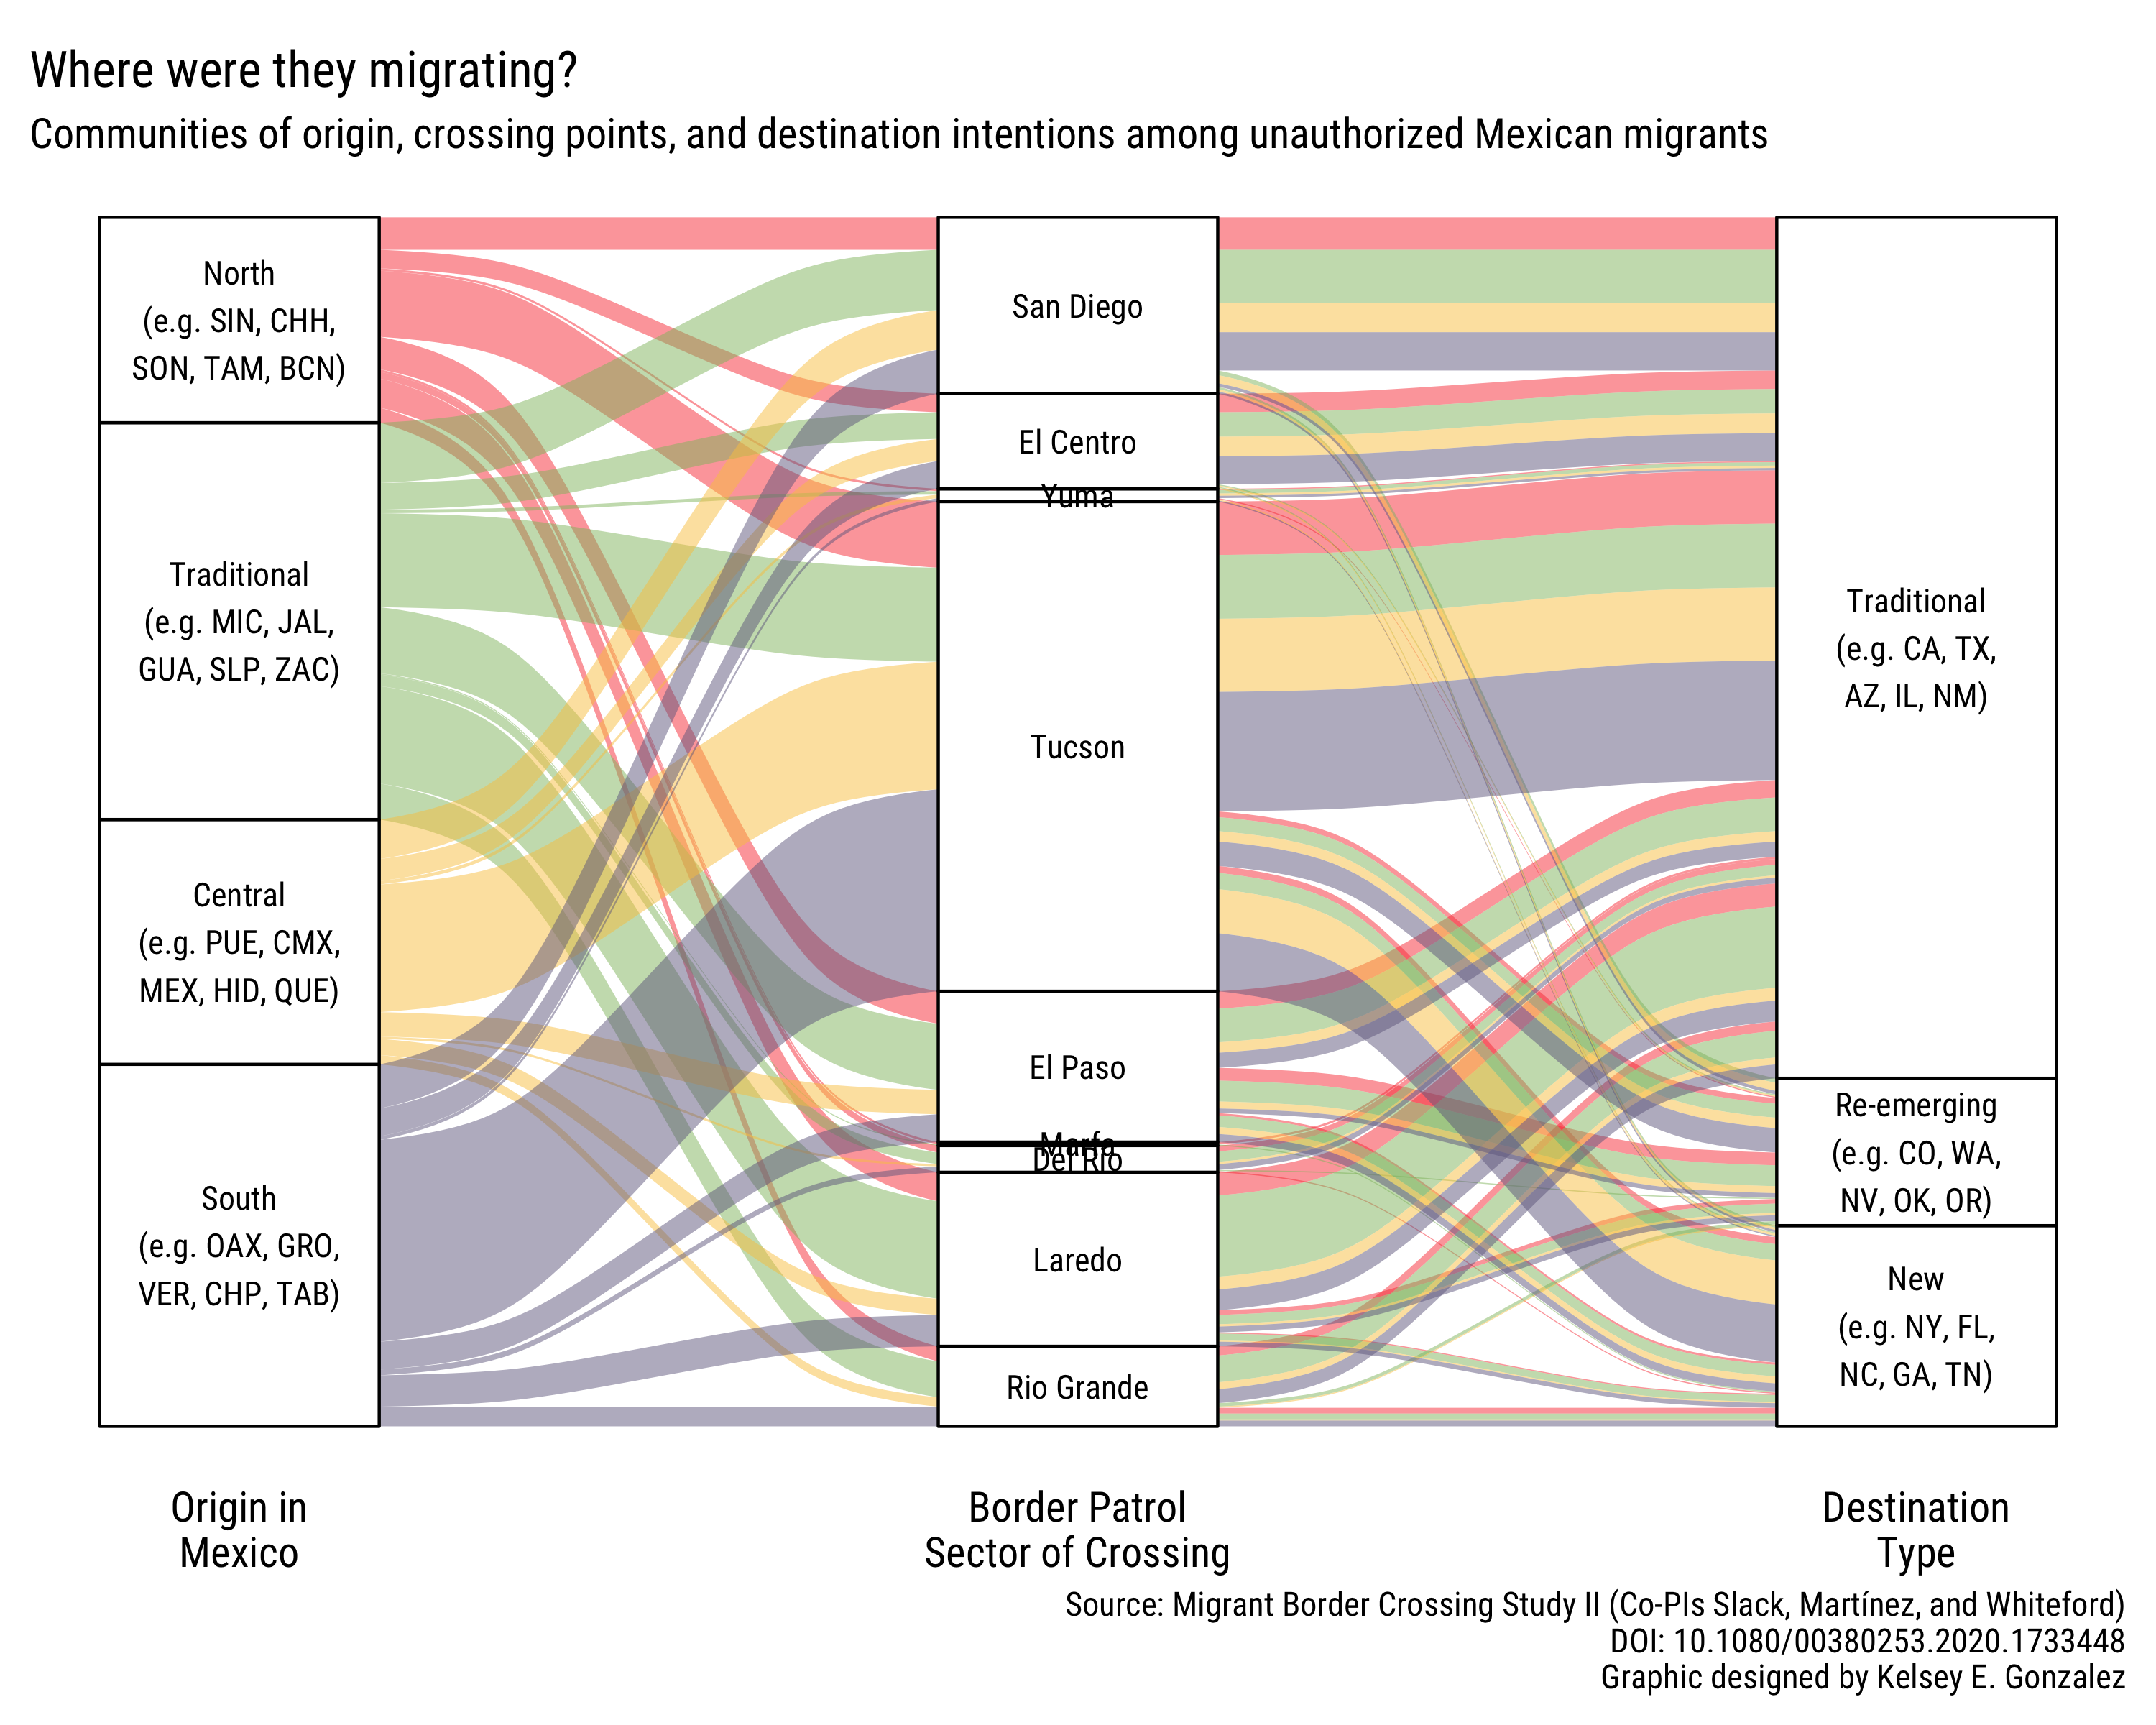 Where were they migrating?
Communities of origin, crossing points, and destination intentions among unauthorized Mexican migrants
North
(e.g. SIN, CHH,
SON, TAM, BCN)
Traditional
(e.g. MIC, JAL,
GUA, SLP, ZAC)
Central
(e.g. PUE, CMX,
MEX, HID, QUE)
South
(e.g. OAX, GRO,
VER, CHP, TAB)
San Diego
El Centro
Yuma
Tucson
El Paso
Marfa
Del Rio
Laredo
Rio Grande
Traditional
(e.g. CA, TX,
AZ, IL, NM)
Re-emerging
(e.g. CO, WA,
NV, OK, OR)
New
(e.g. NY, FL,
NC, GA, TN)
Origin in
Mexico
Border Patrol
Sector of Crossing
Destination
Type
Source: Migrant Border Crossing Study II (Co-PIs Slack, Martínez, and Whiteford)
DOI: 10.1080/00380253.2020.1733448
Graphic designed by Kelsey E. Gonzalez